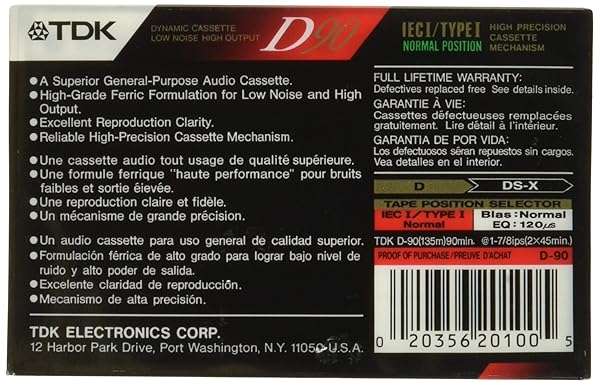 TDK
DYNAMIC CASSETTE
LOW NOISE HIGH OUTPUT
D90
IECI/TYPE I
NORMAL POSITION
HIGH PRECISION
CASSETTE
MECHANISM
● A Superior General-Purpose Audio Cassette.
● High-Grade Ferric Formulation for Low Noise and High
Output.
● Excellent Reproduction Clarity.
● Reliable High-Precision Cassette Mechanism.
● Une cassette audio tout usage de qualité supérieure.
● Une formule ferrique "haute performance" pour bruits
faibles et sortie éievée.
● Une reproduction claire et fidèle.
● Un mécanisme de grande précision.
● Un audio cassette para uso general de calidad superior.
● Formulación férrica de alto grado para lograr bajo nivel de
ruido y alto poder de salida.
● Excelente claridad de reproducción.
● Mecanismo de alta precisión.
TDK ELECTRONICS CORP.
12 Harbor Park Drive, Port Washington, N.Y. 11050 U.S.A.
FULL LIFETIME WARRANTY:
Defectives replaced free See details inside.
GARANTIE À VIE:
Cassettes défectueuses remplacées
gratuitement. Lire détail à l'intérieur.
GARANTIA DE POR VIDA:
Los defectuosos sëran repuestos sin cargos.
Vea detalles en el interior.
D DS-X
TAPE POSITION SELECTOR
IEC I/TYPE I
Normal
Bias:Normal
EQ:120μs
TDK D-90(135m)90min. @1-7/8ips(2×45min.)
PROOF OF PURCHASE/PREUVE D'ACHAT D-90
0 20356 20100 5